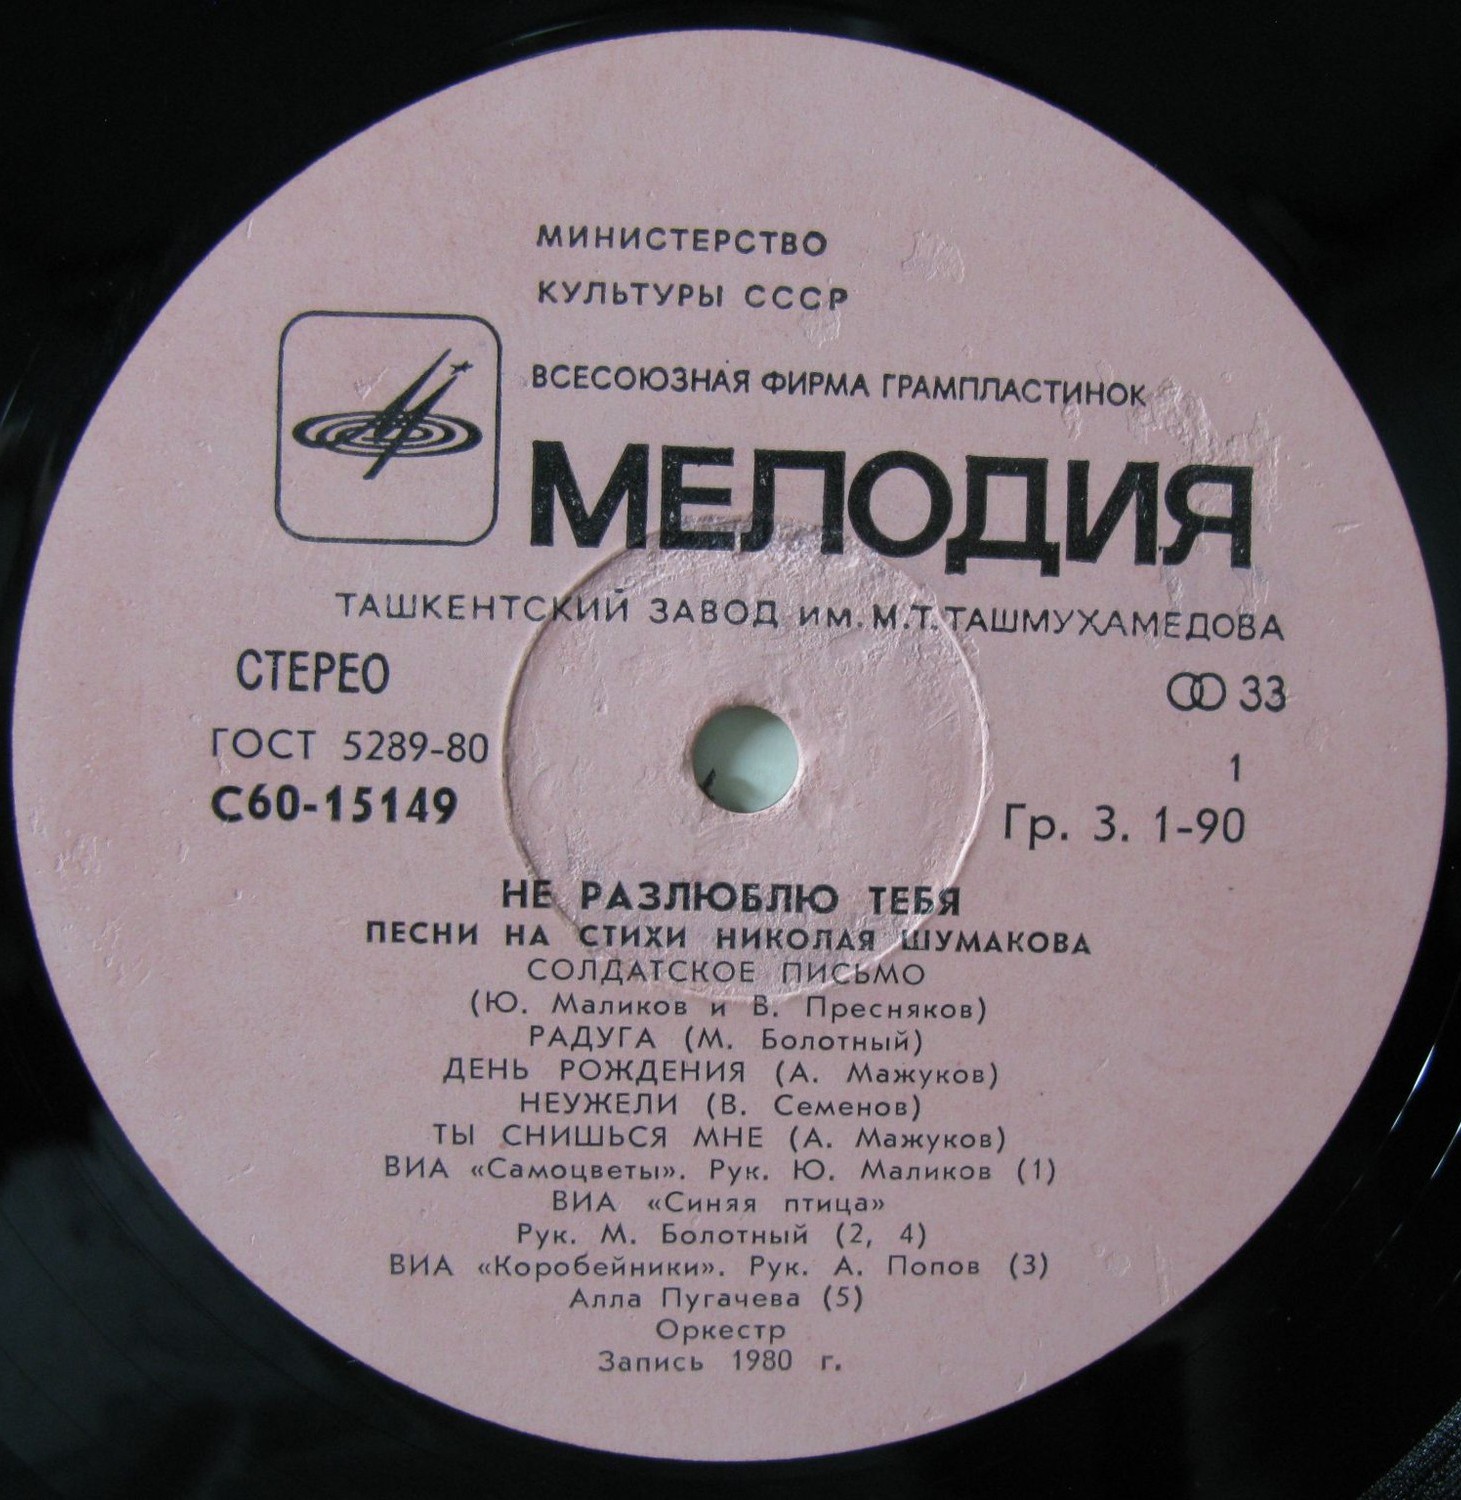 МИНИСТЕРСТВО
КУЛЬТУРЫ СССР
ВСЕСОЮЗНАЯ ФИРМА ГРАМПЛАСТИНОК
МЕЛОДИЯ
ТАШКЕНТСКИЙ ЗАВОД ИМ. М.Т. ТАШМУХАМЕДОВА
СТЕРЕО
33
ГОСТ 5289-80
1
С60-15149
Гр. 3. 1-90
НЕ РАЗЛЮБЛЮ ТЕБЯ
ПЕСНИ НА СТИХИ НИКОЛАЯ ШУМАКОВА
СОЛДАТСКОЕ ПИСЬМО
(Ю. Маликов и В. Пресняков)
РАДУГА (М. Болотный)
ДЕНЬ РОЖДЕНИЯ (А. Мажуков)
НЕУЖЕЛИ (В. Семенов)
ТЫ СНИШЬСЯ МНЕ (А. Мажуков)
ВИА «Самоцветы». Рук. Ю. Маликов (1)
ВИА «Синяя птица»
Рук. М. Болотный (2, 4)
ВИА «Коробейники». Рук. А. Попов (3)
Алла Пугачева (5)
Оркестр
Запись 1980 г.